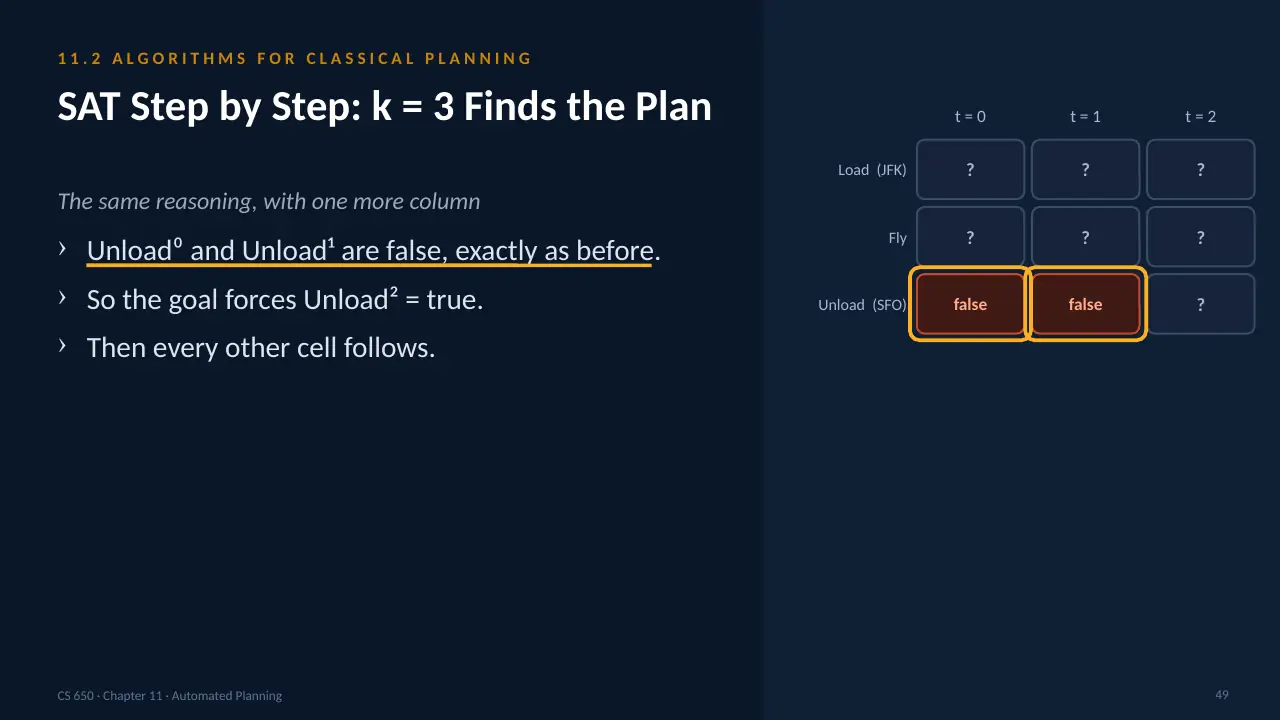 11.2 ALGORITHMS FOR CLASSICAL PLANNING
SAT Step by Step: k = 3 Finds the Plan
The same reasoning, with one more column
› Unload⁰ and Unload¹ are false, exactly as before.
› So the goal forces Unload² = true.
› Then every other cell follows.
t = 0 t = 1 t = 2
Load (JFK) ? ? ?
Fly ? ? ?
Unload (SFO) false false ?
CS 650 · Chapter 11 · Automated Planning
49